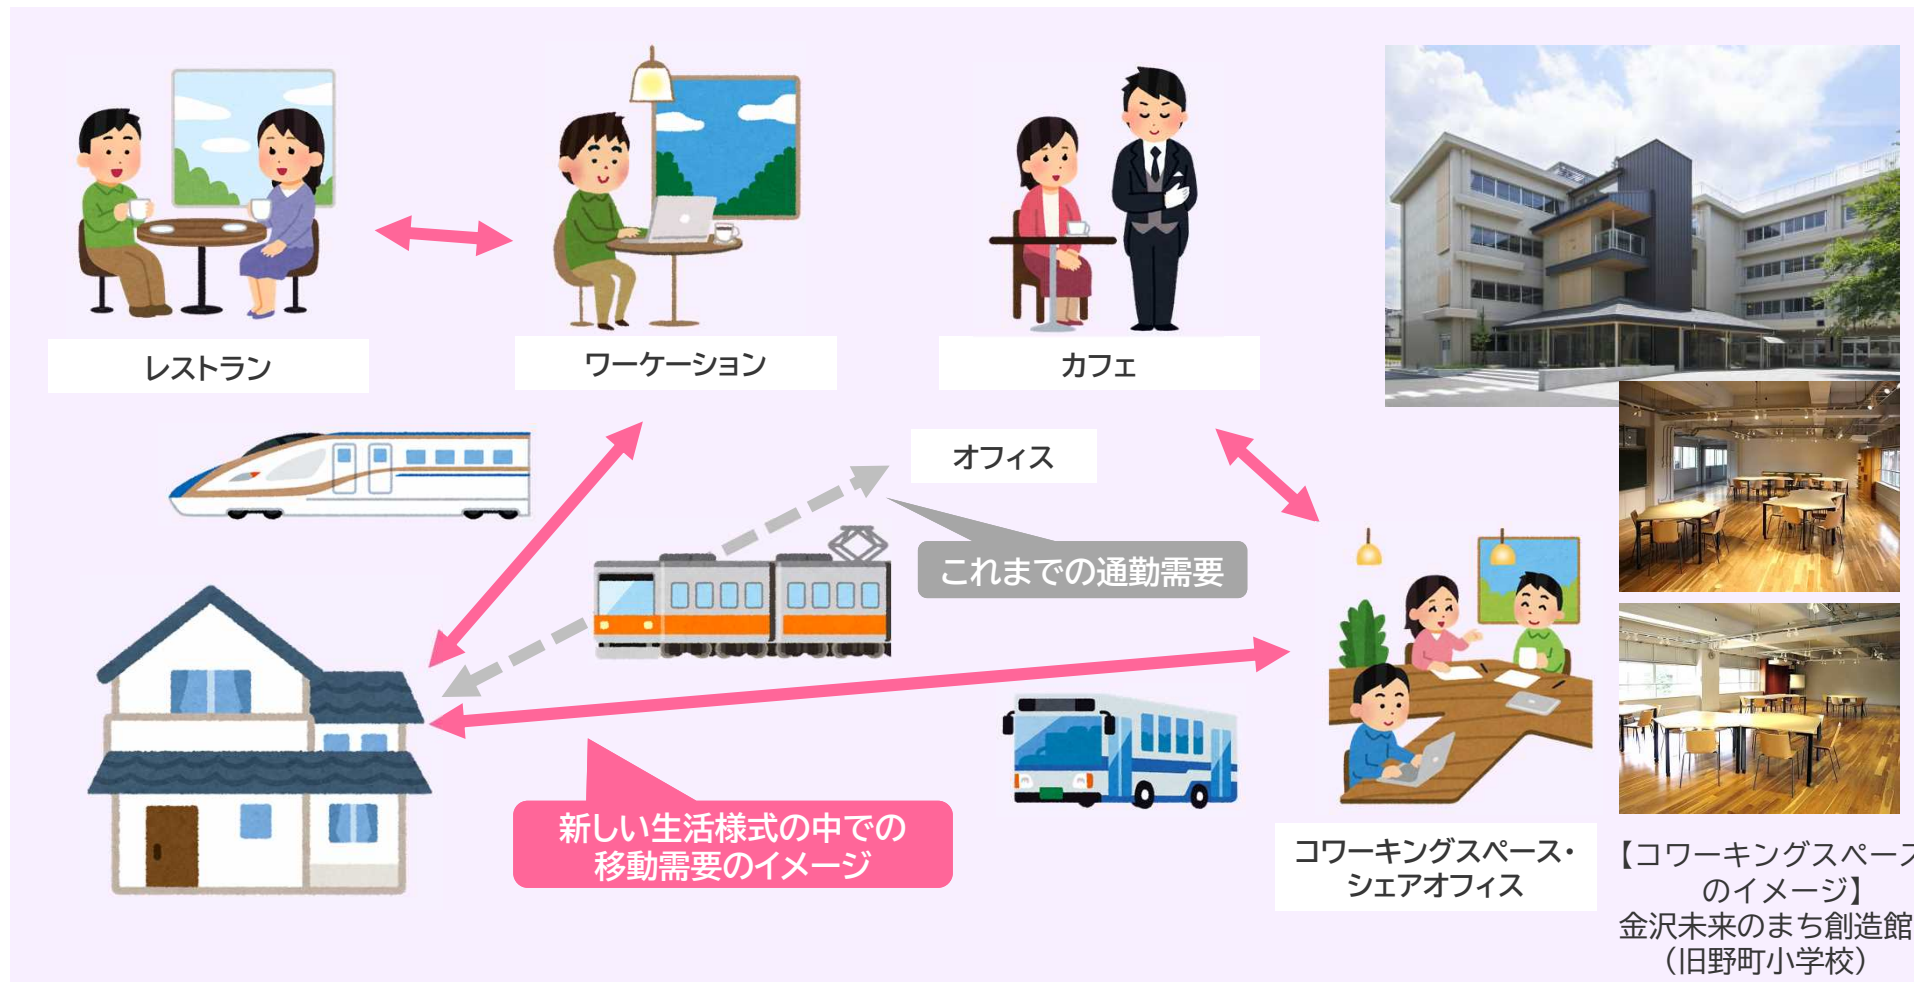 レストラン
ワーケーション
カフェ
オフィス
これまでの通勤需要
新しい生活様式の中での
移動需要のイメージ
コワーキングスペース・
シェアオフィス
【コワーキングスペース
のイメージ】
金沢未来のまち創造館
（旧野町小学校）